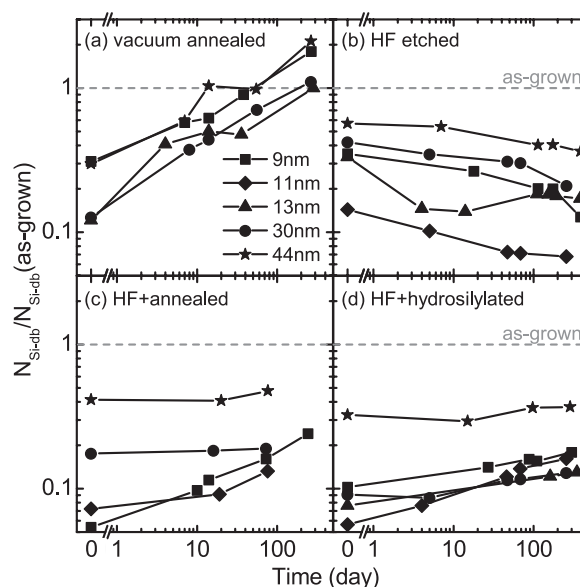 (a) vacuum annealed
(b) HF etched
as-grown
1
0.1
9nm
11nm
13nm
30nm
44nm
N_Si-db/N_Si-db(as-grown)
(c) HF+annealed
(d) HF+hydrosilylated
as-grown
1
0.1
0 1 10 100 0 1 10 100
Time (day)